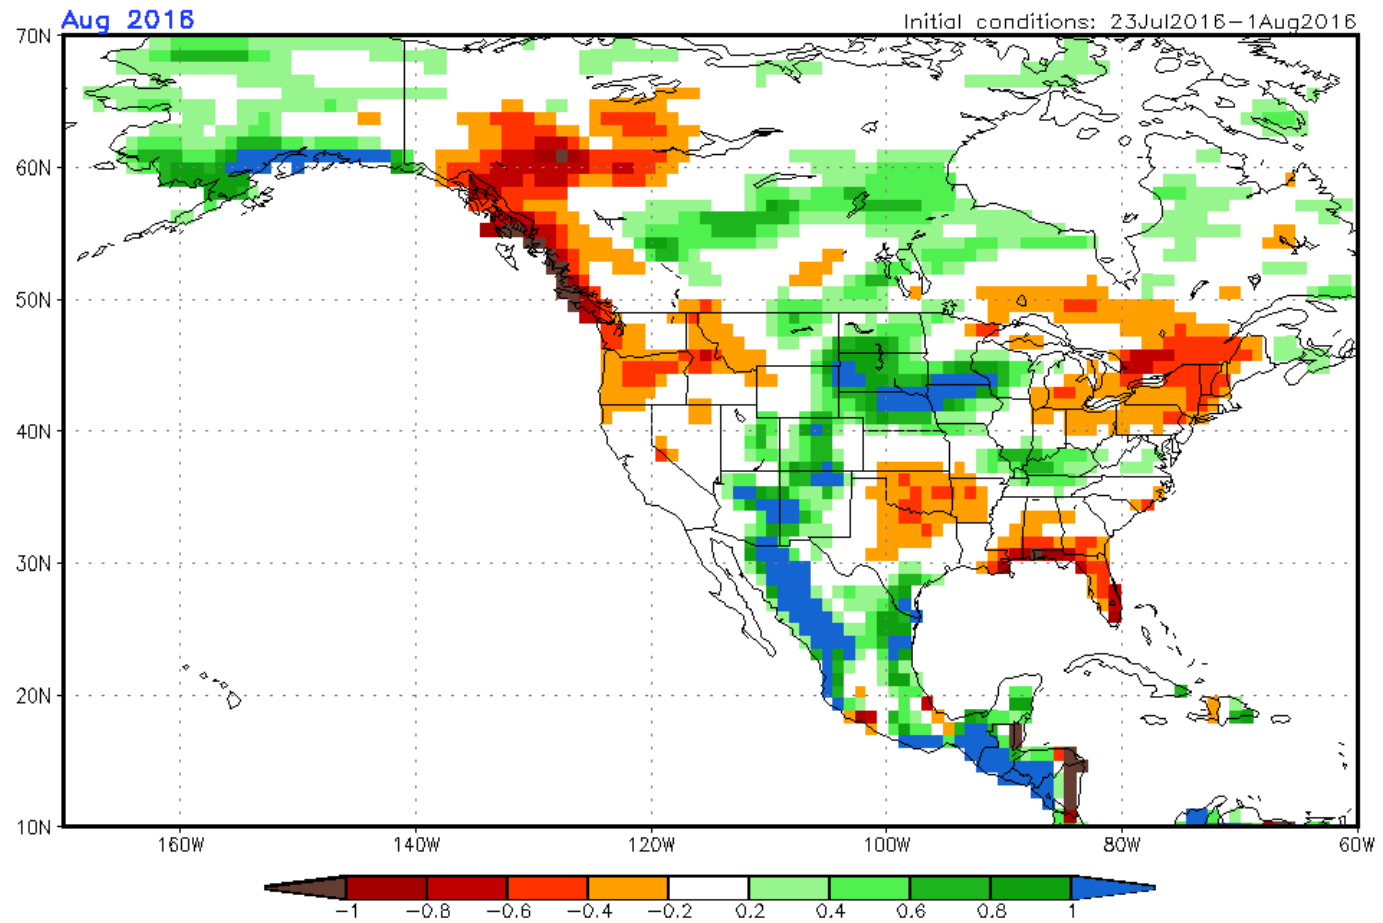 Aug 2016
Initial conditions: 23Jul2016-1Aug2016
70N
60N
50N
40N
30N
20N
10N
160W 140W 120W 100W 80W 60W
-1 -0.8 -0.6 -0.4 -0.2 0.2 0.4 0.6 0.8 1